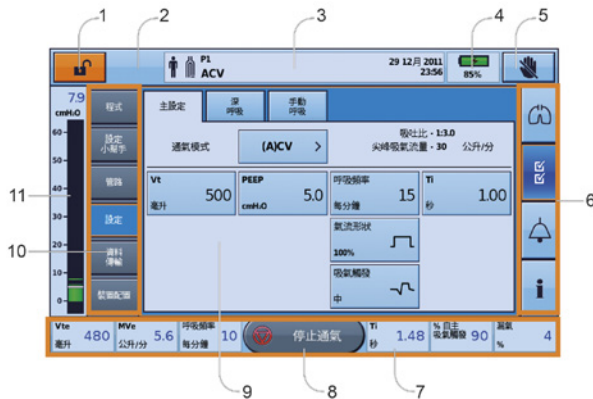 1
2
3
4
5
P1
ACV
29 12月 2011
23:56
85%
7.9
cmH₂O
60
50
40
30
20
10
0
程式
設定
小幫手
管路
設定
資料
傳輸
裝置配置
主設定
深
呼吸
手動
呼吸
通氣模式
(A)CV >
吸吐比 · 1:3.0
尖峰吸氣流量 · 30 公升/分
Vt
500
毫升
PEEP
5.0
cmH₂O
呼吸頻率
15
每分鐘
Ti
1.00
秒
氣流形狀
100%
吸氣觸發
中
i
6
11
10
Vte
毫升
480
MVe
公升/分
5.6
呼吸頻率
每分鐘
10
停止通氣
Ti
秒
1.48
% 自主
吸氣觸發
90
漏氣
%
4
9
8
7